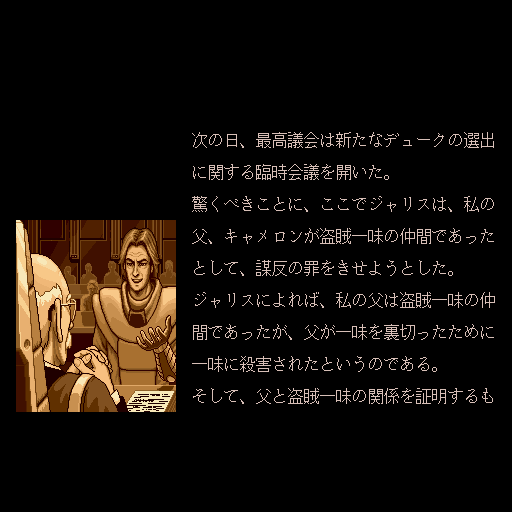 次の日、最高議会は新たなデュークの選出
に関する臨時会議を開いた。
驚くべきことに、ここでジャリスは、私の
父、キャメロンが盗賊一味の仲間であった
として、謀反の罪をきせようとした。
ジャリスによれば、私の父は盗賊一味の仲
間であったが、父が一味を裏切ったために
一味に殺害されたというのである。
そして、父と盗賊一味の関係を証明するも